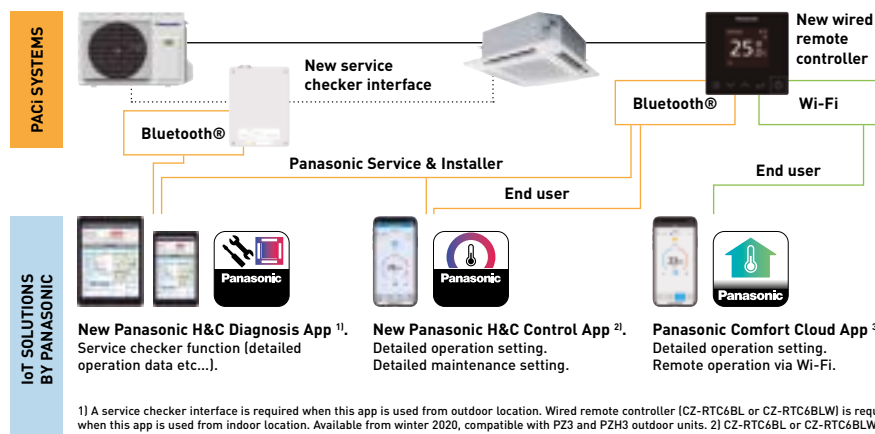 PACi SYSTEMS
Panasonic
New service
checker interface
New wired
remote
controller
Bluetooth®
Bluetooth®
Wi-Fi
Panasonic Service & Installer
End user
End user
IoT SOLUTIONS
BY PANASONIC
Panasonic
Panasonic
Panasonic
New Panasonic H&C Diagnosis App 1).
Service checker function (detailed
operation data etc...).
New Panasonic H&C Control App 2).
Detailed operation setting.
Detailed maintenance setting.
Panasonic Comfort Cloud App 3
Detailed operation setting.
Remote operation via Wi-Fi.
1) A service checker interface is required when this app is used from outdoor location. Wired remote controller (CZ-RTC6BL or CZ-RTC6BLW) is requ
when this app is used from indoor location. Available from winter 2020, compatible with PZ3 and PZH3 outdoor units. 2) CZ-RTC6BL or CZ-RTC6BLW